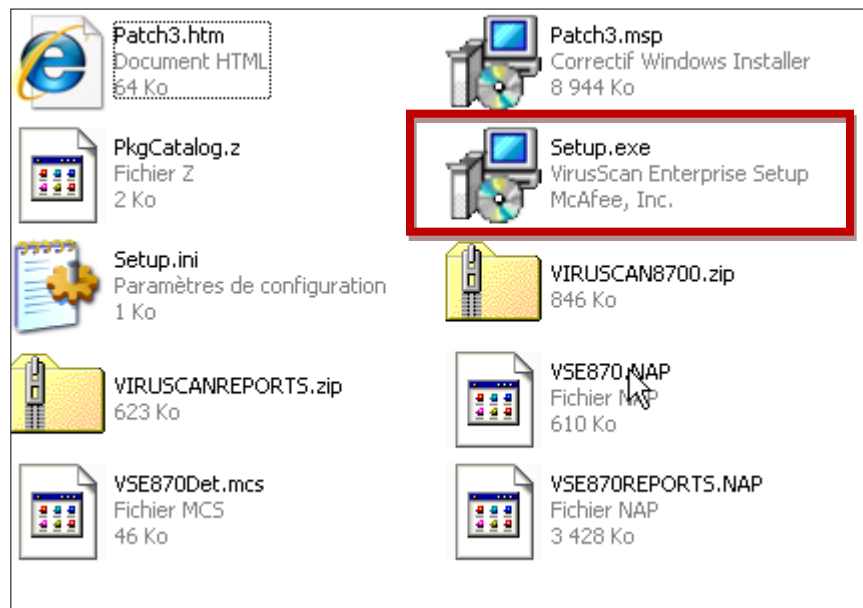 Patch3.htm
Document HTML
64 Ko
Patch3.msp
Correctif Windows Installer
8 944 Ko
PkgCatalog.z
Fichier Z
2 Ko
Setup.exe
VirusScan Enterprise Setup
McAfee, Inc.
Setup.ini
Paramètres de configuration
1 Ko
VIRUSCAN8700.zip
846 Ko
VIRUSCANREPORTS.zip
623 Ko
VSE870.NAP
Fichier NAP
610 Ko
VSE870Det.mcs
Fichier MCS
46 Ko
VSE870REPORTS.NAP
Fichier NAP
3 428 Ko